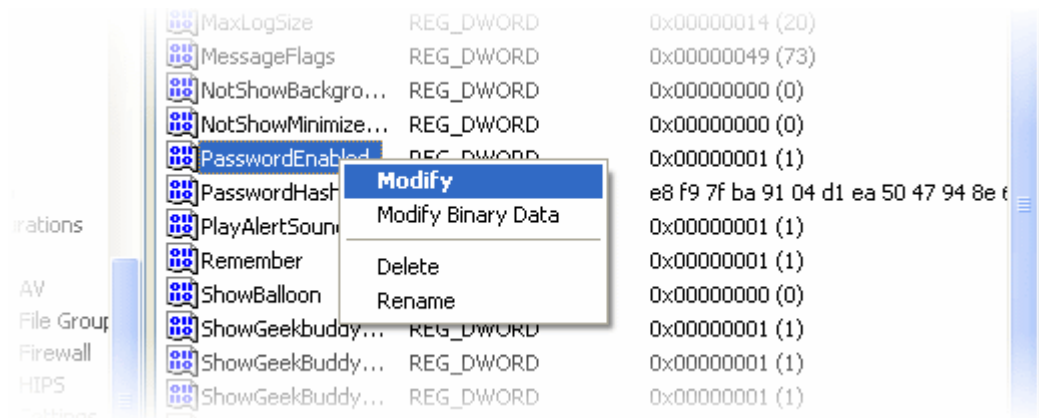 MaxLogSize REG_DWORD 0x00000014 (20)
MessageFlags REG_DWORD 0x00000049 (73)
NotShowBackgro... REG_DWORD 0x00000000 (0)
NotShowMinimize... REG_DWORD 0x00000000 (0)
PasswordEnabled REG_DWORD 0x00000001 (1)
PasswordHash e8 f9 7f ba 91 04 d1 ea 50 47 94 8e
PlayAlertSoun 0x00000001 (1)
Remember 0x00000001 (1)
ShowBalloon 0x00000000 (0)
ShowGeekbuddy... REG_DWORD 0x00000001 (1)
ShowGeekBuddy... REG_DWORD 0x00000001 (1)
ShowGeekBuddy... REG_DWORD 0x00000001 (1)
Modify
Modify Binary Data
Delete
Rename
rations
AV
File Group
Firewall
HIPS